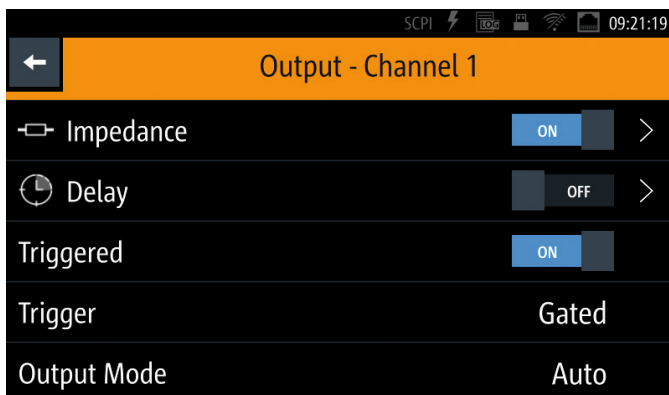 SCPI LOG 09:21:19
Output - Channel 1
Impedance ON
Delay OFF
Triggered ON
Trigger Gated
Output Mode Auto